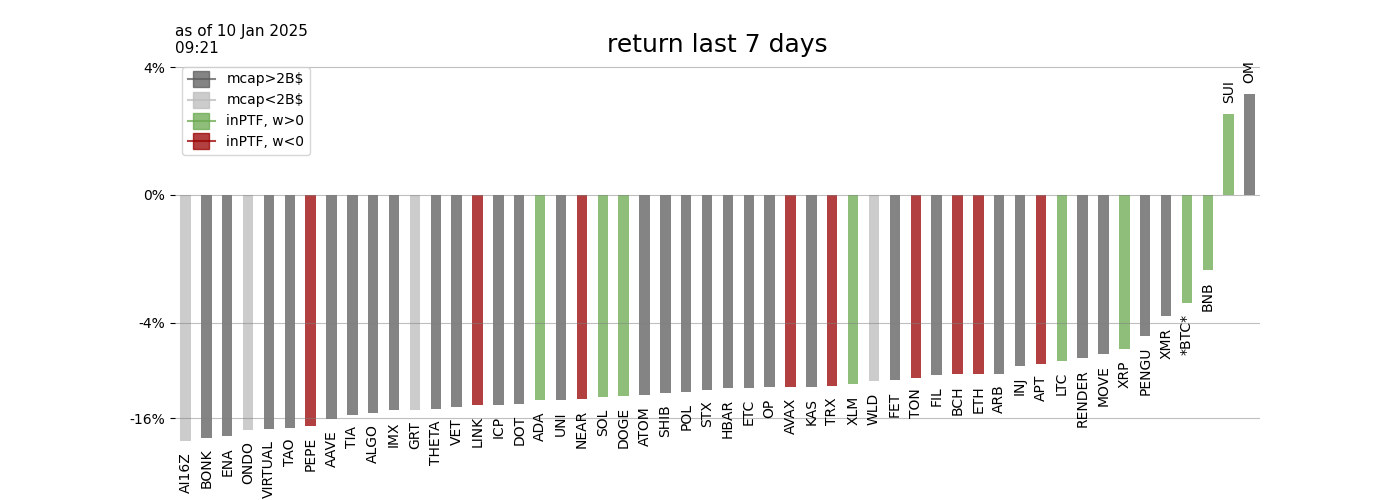 as of 10 Jan 2025
09:21
return last 7 days
4%
0%
-4%
-16%
mcap>2B$
mcap<2B$
inPTF, w>0
inPTF, w<0
AI16Z
BONK
ENA
ONDO
VIRTUAL
TAO
PEPE
AAVE
TIA
ALGO
IMX
GRT
THETA
VET
LINK
ICP
DOT
ADA
UNI
NEAR
SOL
DOGE
ATOM
SHIB
POL
STX
HBAR
ETC
OP
AVAX
KAS
TRX
XLM
WLD
FET
TON
FIL
BCH
ETH
ARB
INJ
APT
LTC
RENDER
MOVE
XRP
PENGU
XMR
*BTC*
BNB
SUI
OM